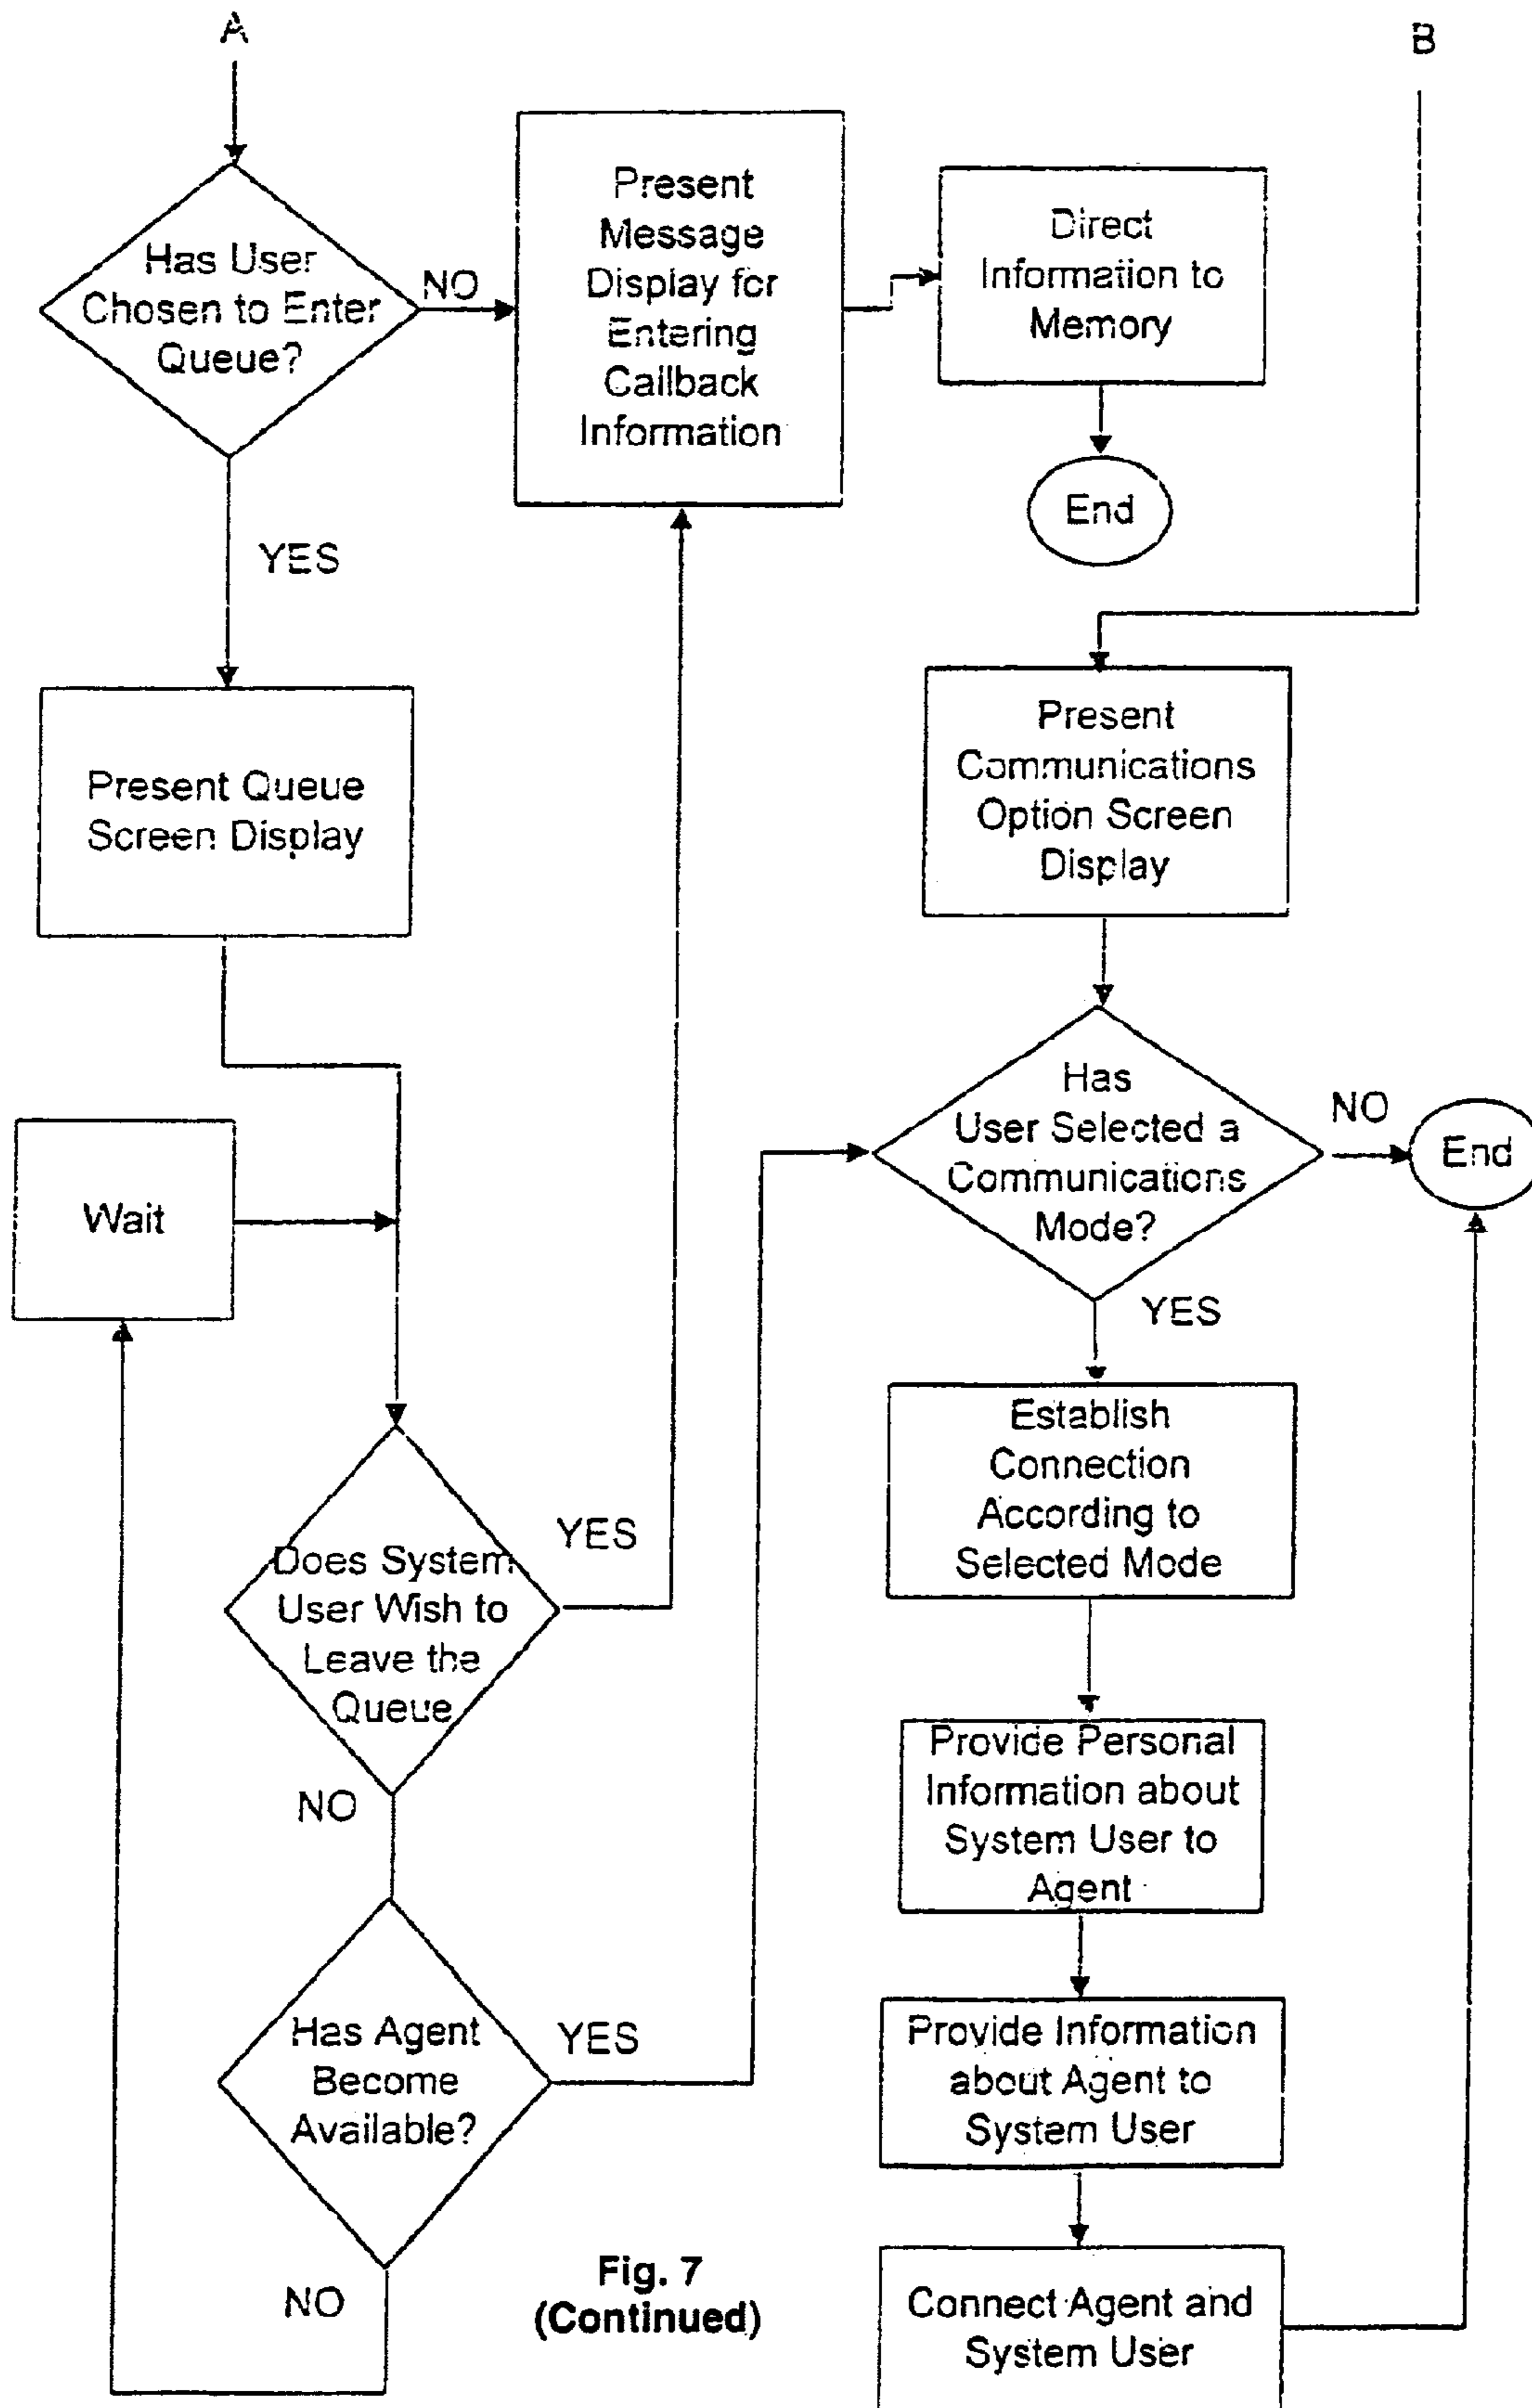 A
B
Has User
Chosen to Enter
Queue?
NO
Present
Message
Display for
Entering
Callback
Information
Direct
Information to
Memory
End
YES
Present Queue
Screen Display
Present
Communications
Option Screen
Display
Wait
Has
User Selected a
Communications
Mode?
NO
End
YES
Establish
Connection
According to
Selected Mode
Does System
User Wish to
Leave the
Queue
YES
NO
Provide Personal
Information about
System User to
Agent
Has Agent
Become
Available?
YES
Provide Information
about Agent to
System User
NO
Fig. 7
(Continued)
Connect Agent and
System User